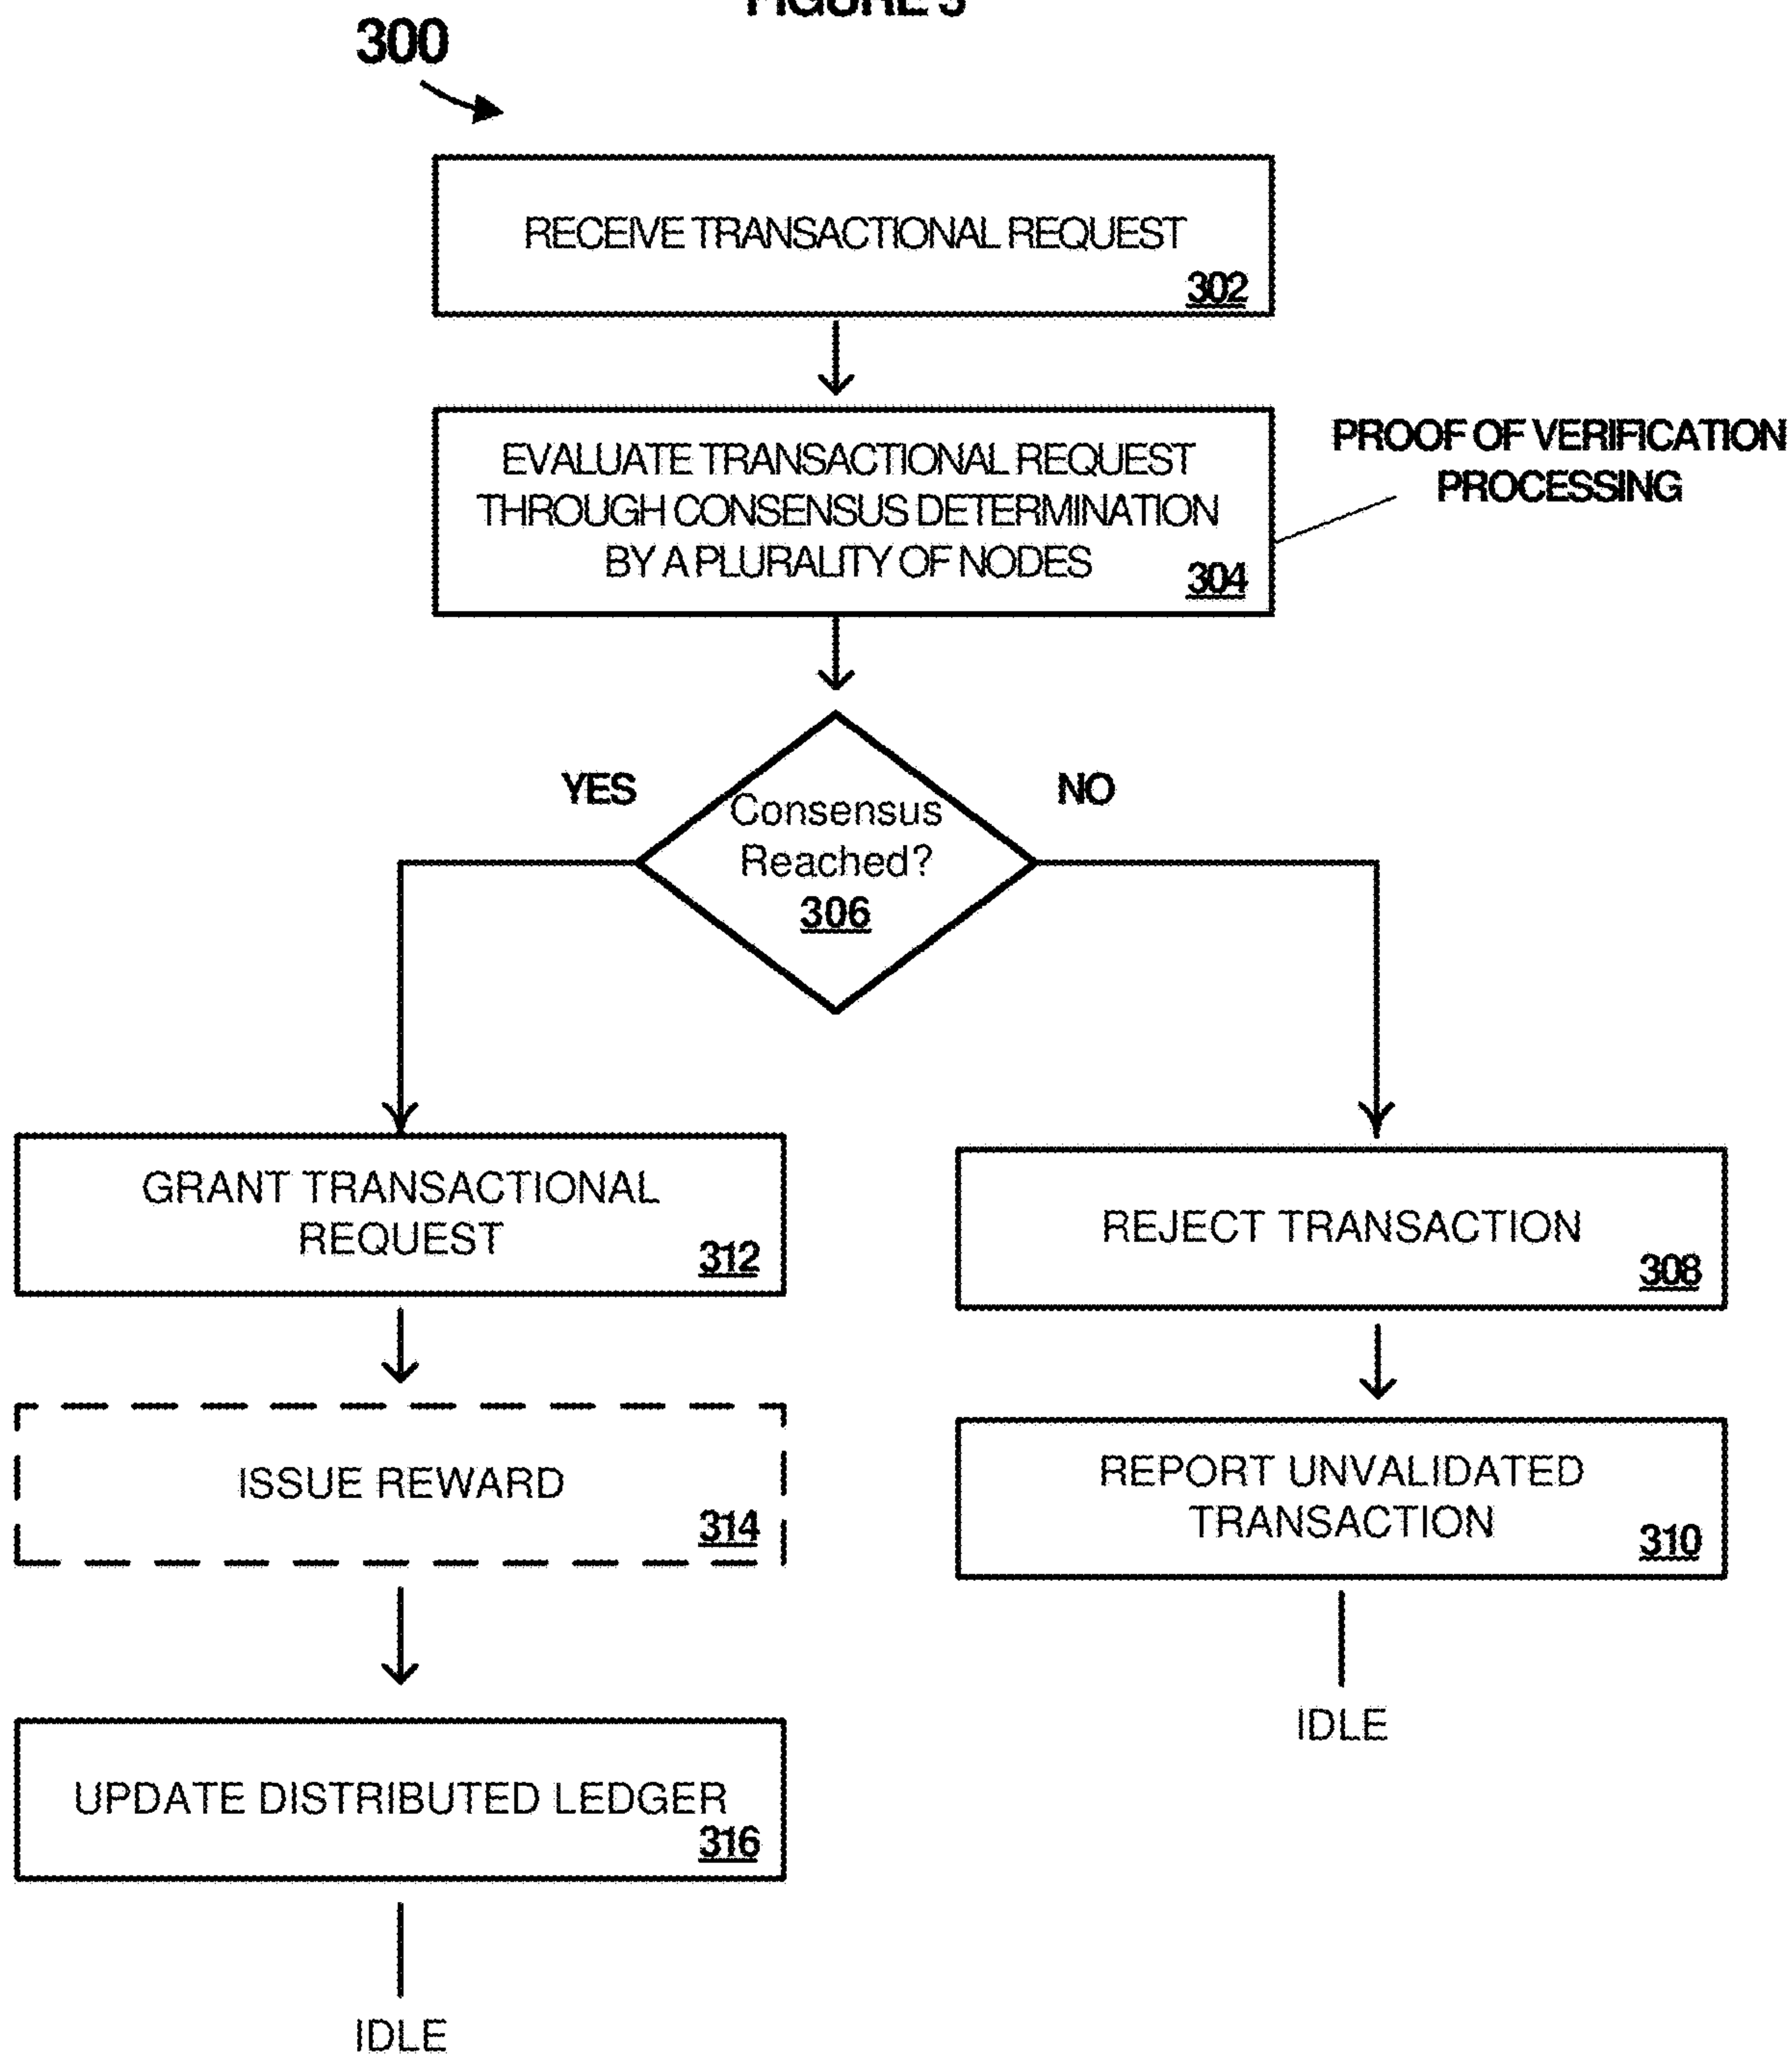 FIGURE 3
300
RECEIVE TRANSACTIONAL REQUEST
302
EVALUATE TRANSACTIONAL REQUEST
THROUGH CONSENSUS DETERMINATION
BY A PLURALITY OF NODES
304
PROOF OF VERIFICATION
PROCESSING
YES
NO
Consensus
Reached?
306
GRANT TRANSACTIONAL
REQUEST
312
REJECT TRANSACTION
308
ISSUE REWARD
314
REPORT UNVALIDATED
TRANSACTION
310
IDLE
UPDATE DISTRIBUTED LEDGER
316
IDLE